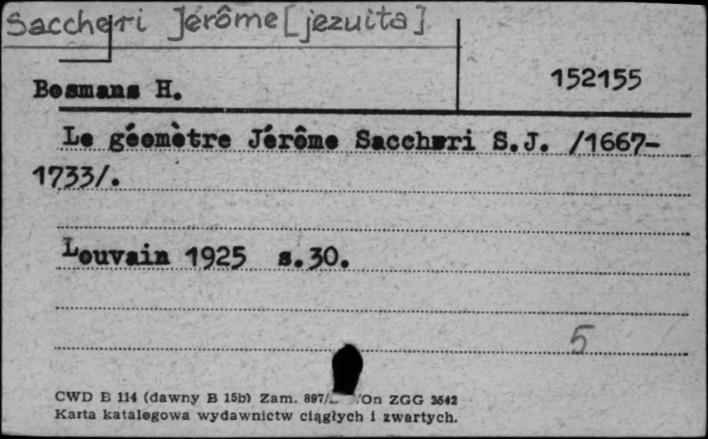 Saccheri Jérôme [jezuita]
Bosmans H.
152155
Le géomètre Jérôme Saccheri S.J. /1667-
1733/.
Louvain 1925 s.30.
5
CWD B 114 (dawny B 15b) Zam. 897/ /On ZGG 2542
Karta katalogowa wydawnictw ciągłych i zwartych.